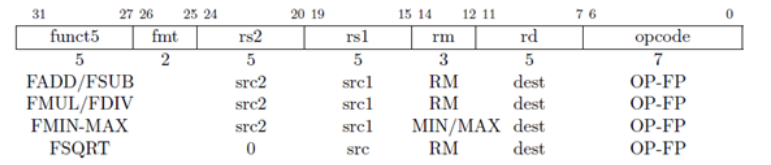 31 27 26 25 24 20 19 15 14 12 11 7 6 0
funct5 fmt rs2 rs1 rm rd opcode
5 2 5 5 3 5 7
FADD/FSUB src2 src1 RM dest OP-FP
FMUL/FDIV src2 src1 RM dest OP-FP
FMIN-MAX src2 src1 MIN/MAX dest OP-FP
FSQRT 0 src RM dest OP-FP